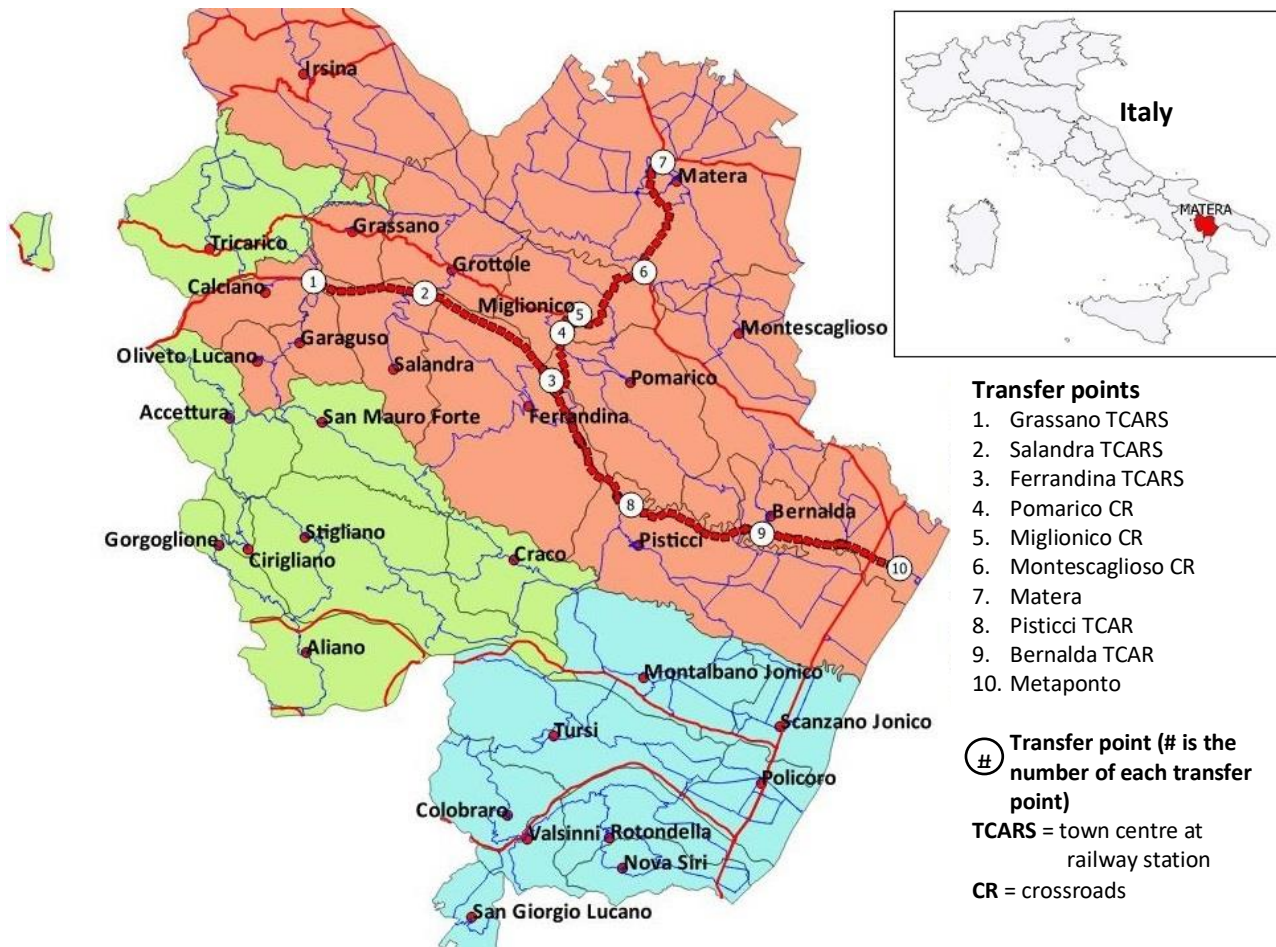 Irsina
7
Matera
Grassano
Tricarico
Grottole
6
Calciano
1
2
Miglionico
5
4
Montescaglioso
Garaguso
Oliveto Lucano
Salandra
3
Pomarico
Accettura
San Mauro Forte
Ferrandina
8
Bernalda
9
Stigliano
Gorgoglione
Cirigliano
Craco
Pisticci
10
Aliano
Montalbano Jonico
Scanzano Jonico
Tursi
Policoro
Colobraro
Valsinni
Rotondella
Nova Siri
San Giorgio Lucano
Italy
MATERA
Transfer points
1. Grassano TCARS
2. Salandra TCARS
3. Ferrandina TCARS
4. Pomarico CR
5. Miglionico CR
6. Montescaglioso CR
7. Matera
8. Pisticci TCAR
9. Bernalda TCAR
10. Metaponto
# Transfer point (# is the
number of each transfer
point)
TCARS = town centre at
railway station
CR = crossroads